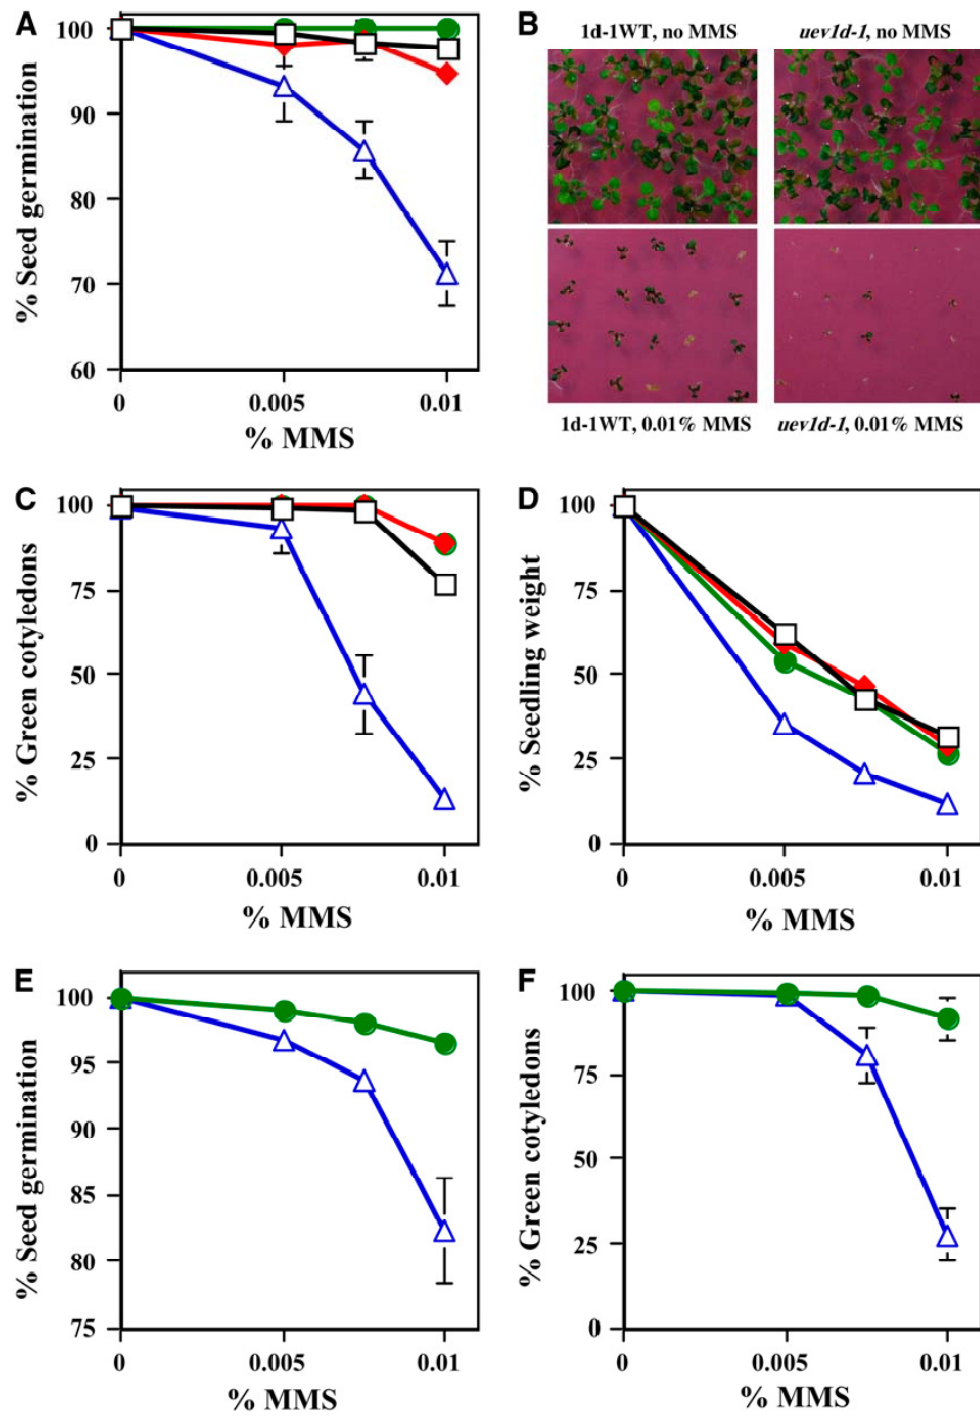 A
100
90
80
70
60
% Seed germination
0
0.005
0.01
% MMS
B
1d-1WT, no MMS
uev1d-1, no MMS
1d-1WT, 0.01% MMS
uev1d-1, 0.01% MMS
C
100
75
50
25
0
% Green cotyledons
0
0.005
0.01
% MMS
D
100
75
50
25
0
% Seedling weight
0
0.005
0.01
% MMS
E
100
95
90
85
80
75
% Seed germination
0
0.005
0.01
% MMS
F
100
75
50
25
0
% Green cotyledons
0
0.005
0.01
% MMS